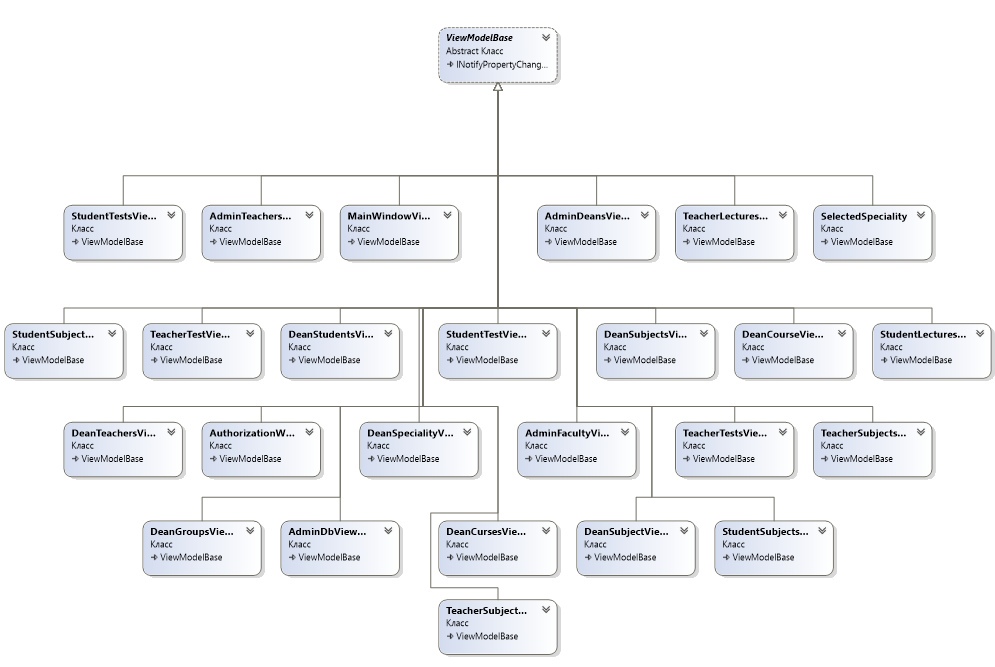 ViewModelBase
Abstract Класс
INotifyPropertyChang...
StudentTestsVie...
Класс
ViewModelBase
AdminTeachers...
Класс
ViewModelBase
MainWindowVi...
Класс
ViewModelBase
AdminDeansVie...
Класс
ViewModelBase
TeacherLectures...
Класс
ViewModelBase
SelectedSpeciality
Класс
ViewModelBase
StudentSubject...
Класс
ViewModelBase
TeacherTestVie...
Класс
ViewModelBase
DeanStudentsVi...
Класс
ViewModelBase
StudentTestVie...
Класс
ViewModelBase
DeanSubjectsVi...
Класс
ViewModelBase
DeanCourseVie...
Класс
ViewModelBase
StudentLectures...
Класс
ViewModelBase
DeanTeachersVi...
Класс
ViewModelBase
AuthorizationW...
Класс
ViewModelBase
DeanSpecialityV...
Класс
ViewModelBase
AdminFacultyVi...
Класс
ViewModelBase
TeacherTestsVie...
Класс
ViewModelBase
TeacherSubjects...
Класс
ViewModelBase
DeanGroupsVie...
Класс
ViewModelBase
AdminDbView...
Класс
ViewModelBase
DeanCursesVie...
Класс
ViewModelBase
DeanSubjectVie...
Класс
ViewModelBase
StudentSubjects...
Класс
ViewModelBase
TeacherSubject...
Класс
ViewModelBase